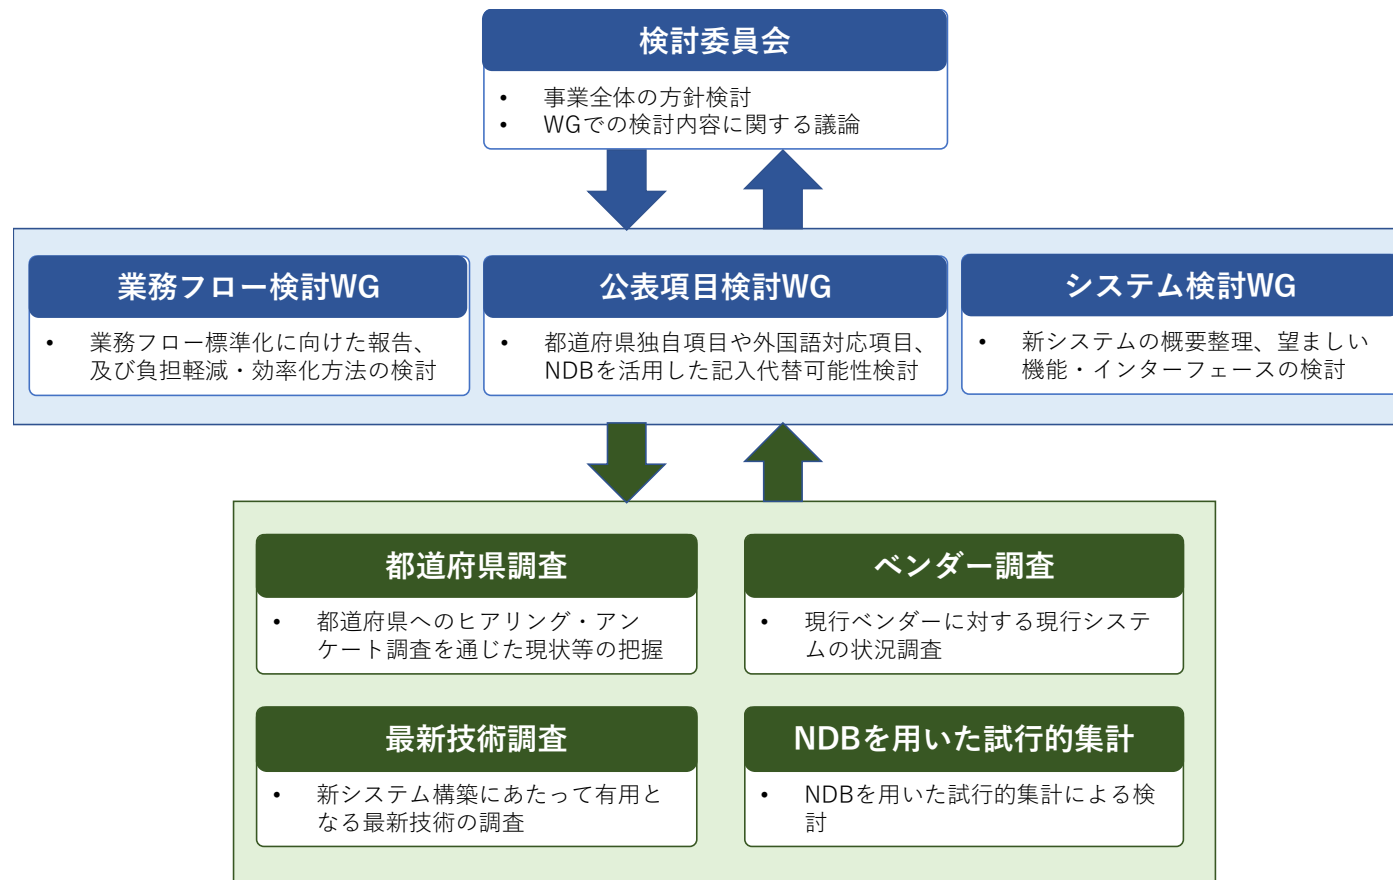 検討委員会
• 事業全体の方針検討
• WGでの検討内容に関する議論
業務フロー検討WG
• 業務フロー標準化に向けた報告、
及び負担軽減・効率化方法の検討
公表項目検討WG
• 都道府県独自項目や外国語対応項目、
NDBを活用した記入代替可能性検討
システム検討WG
• 新システムの概要整理、望ましい
機能・インターフェースの検討
都道府県調査
• 都道府県へのヒアリング・アン
ケート調査を通じた現状等の把握
ベンダー調査
• 現行ベンダーに対する現行システ
ムの状況調査
最新技術調査
• 新システム構築にあたって有用と
なる最新技術の調査
NDBを用いた試行的集計
• NDBを用いた試行的集計による検
討